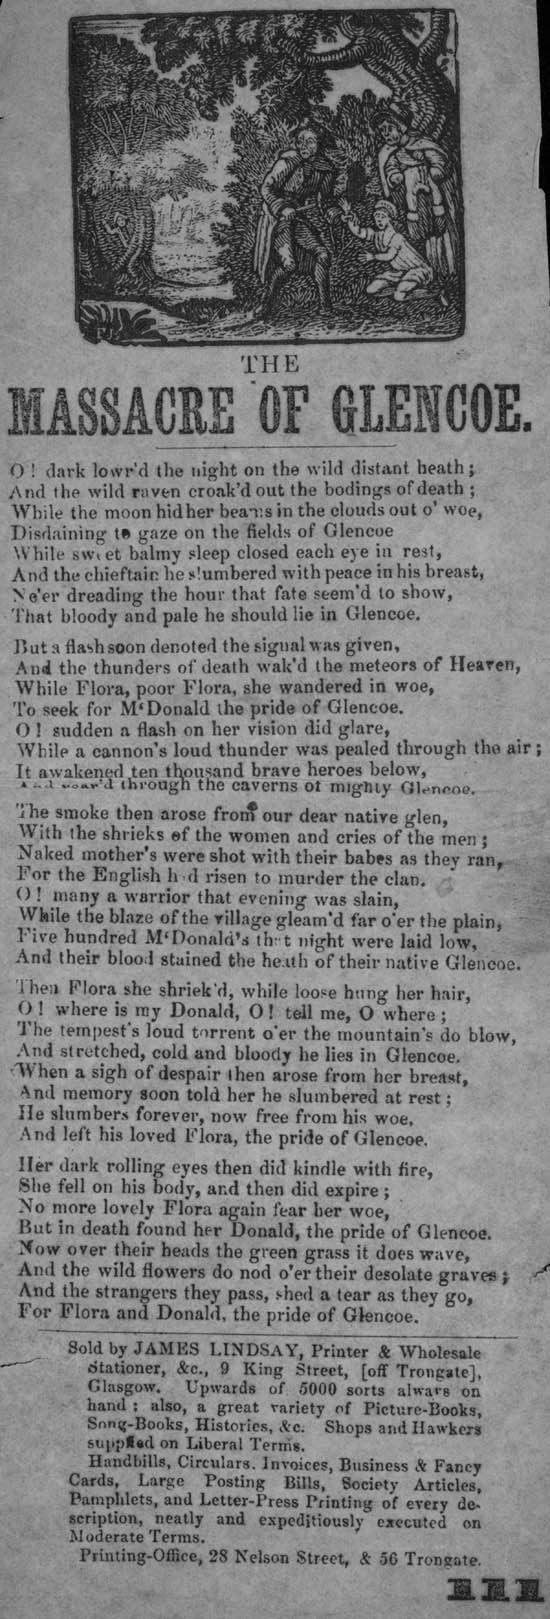 THE
MASSACRE OF GLENCOE.
O! dark lowr'd the night on the wild distant heath;
And the wild raven croak'd out the bodings of death;
While the moon hid her beams in the clouds out o' woe,
Disdaining to gaze on the fields of Glencoe
While sweet balmy sleep closed each eye in rest,
And the chieftain he slumbered with peace in his breast,
Ne'er dreading the hour that fate seem'd to show,
That bloody and pale he should lie in Glencoe.
But a flash soon denoted the signal was given,
And the thunders of death wak'd the meteors of Heaven,
While Flora, poor Flora, she wandered in woe,
To seek for M‘Donald the pride of Glencoe.
O! sudden a flash on her vision did glare,
While a cannon's loud thunder was pealed through the air;
It awakened ten thousand brave heroes below,
And roar'd through the caverns of mighty Glencoe.
The smoke then arose from our dear native glen,
With the shrieks of the women and cries of the men;
Naked mother's were shot with their babes as they ran,
For the English had risen to murder the clan.
O! many a warrior that evening was slain,
While the blaze of the village gleam'd far o'er the plain,
Five hundred M‘Donald's that night were laid low,
And their blood stained the heath of their native Glencoe.
Then Flora she shriek'd, while loose hung her hair,
O! where is my Donald, O! tell me, O where;
The tempest's loud torrent o'er the mountain's do blow,
And stretched, cold and bloody he lies in Glencoe.
When a sigh of despair then arose from her breast,
And memory soon told her he slumbered at rest;
He slumbers forever, now free from his woe,
And left his loved Flora, the pride of Glencoe.
Her dark rolling eyes then did kindle with fire,
She fell on his body, and then did expire;
No more lovely Flora again fear her woe,
But in death found her Donald, the pride of Glencoe.
Now over their heads the green grass it does wave,
And the wild flowers do nod o'er their desolate graves;
And the strangers they pass, shed a tear as they go,
For Flora and Donald, the pride of Glencoe.
Sold by JAMES LINDSAY, Printer & Wholesale
Stationer, &c., 9 King Street, [off Trongate],
Glasgow. Upwards of 5000 sorts always on
hand; also, a great variety of Picture-Books,
Song-Books, Histories, &c. Shops and Hawkers
supplied on Liberal Terms.
Handbills, Circulars, Invoices, Business & Fancy
Cards, Large Posting Bills, Society Articles,
Pamphlets, and Letter-Press Printing of every de-
scription, neatly and expeditiously executed on
Moderate Terms.
Printing-Office, 28 Nelson Street, & 56 Trongate.
111